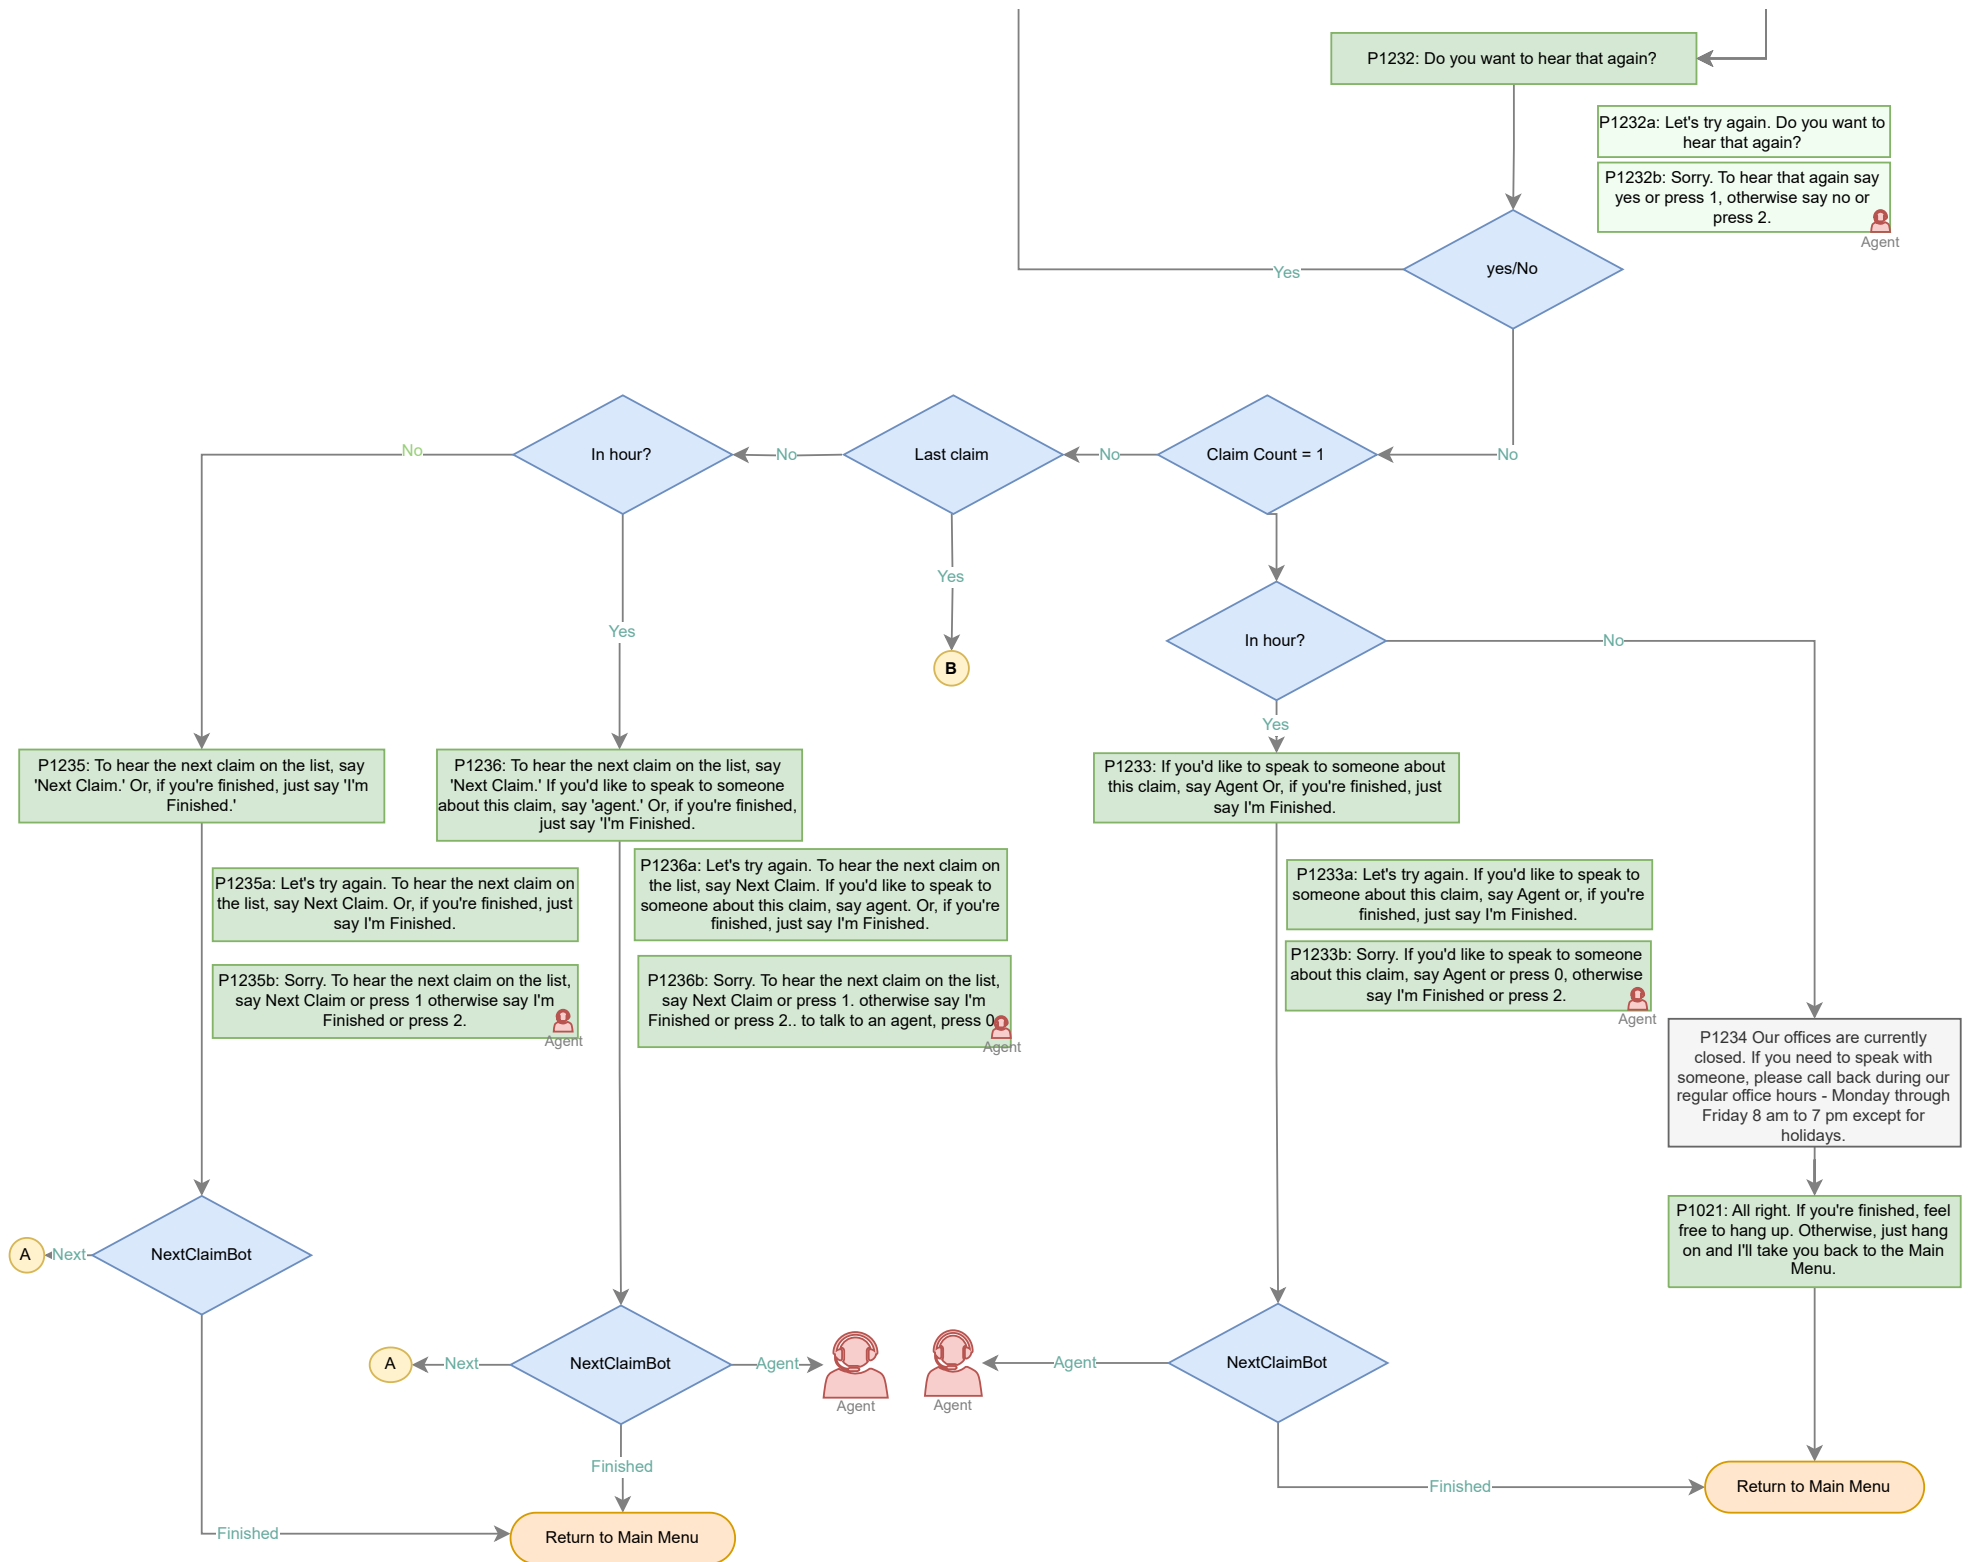 P1232: Do you want to hear that again?
P1232a: Let's try again. Do you want to
hear that again?
P1232b: Sorry. To hear that again say
yes or press 1, otherwise say no or
press 2.
Agent
yes/No
Yes
No
Claim Count = 1
No
Last claim
No
In hour?
No
Yes
Yes
B
In hour?
No
Yes
P1235: To hear the next claim on the list, say
'Next Claim.' Or, if you're finished, just say 'I'm
Finished.'
P1236: To hear the next claim on the list, say
'Next Claim.' If you'd like to speak to someone
about this claim, say 'agent.' Or, if you're finished,
just say 'I'm Finished.
P1233: If you'd like to speak to someone about
this claim, say Agent Or, if you're finished, just
say I'm Finished.
P1235a: Let's try again. To hear the next claim on
the list, say Next Claim. Or, if you're finished, just
say I'm Finished.
P1235b: Sorry. To hear the next claim on the list,
say Next Claim or press 1 otherwise say I'm
Finished or press 2.
Agent
P1236a: Let's try again. To hear the next claim on
the list, say Next Claim. If you'd like to speak to
someone about this claim, say agent. Or, if you're
finished, just say I'm Finished.
P1236b: Sorry. To hear the next claim on the list,
say Next Claim or press 1. otherwise say I'm
Finished or press 2.. to talk to an agent, press 0
Agent
P1233a: Let's try again. If you'd like to speak to
someone about this claim, say Agent or, if you're
finished, just say I'm Finished.
P1233b: Sorry. If you'd like to speak to someone
about this claim, say Agent or press 0, otherwise
say I'm Finished or press 2.
Agent
P1234 Our offices are currently
closed. If you need to speak with
someone, please call back during our
regular office hours - Monday through
Friday 8 am to 7 pm except for
holidays.
P1021: All right. If you're finished, feel
free to hang up. Otherwise, just hang
on and I'll take you back to the Main
Menu.
A
Next
NextClaimBot
A
Next
NextClaimBot
Agent
Agent
Agent
Agent
NextClaimBot
Finished
Finished
Return to Main Menu
Finished
Return to Main Menu